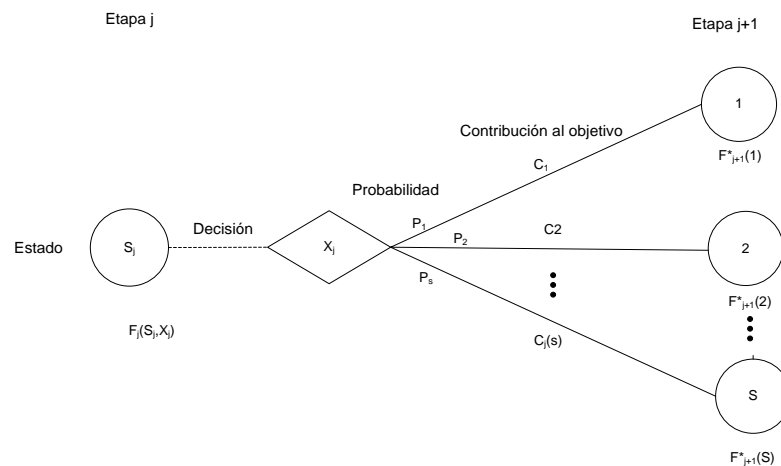 Etapa j
Etapa j+1
1
Contribución al objetivo
F*j+1(1)
C1
Probabilidad
Decisión
P1
C2
Estado
Sj
Xj
P2
2
Ps
F*j+1(2)
Fj(Sj,Xj)
Cj(s)
S
F*j+1(S)